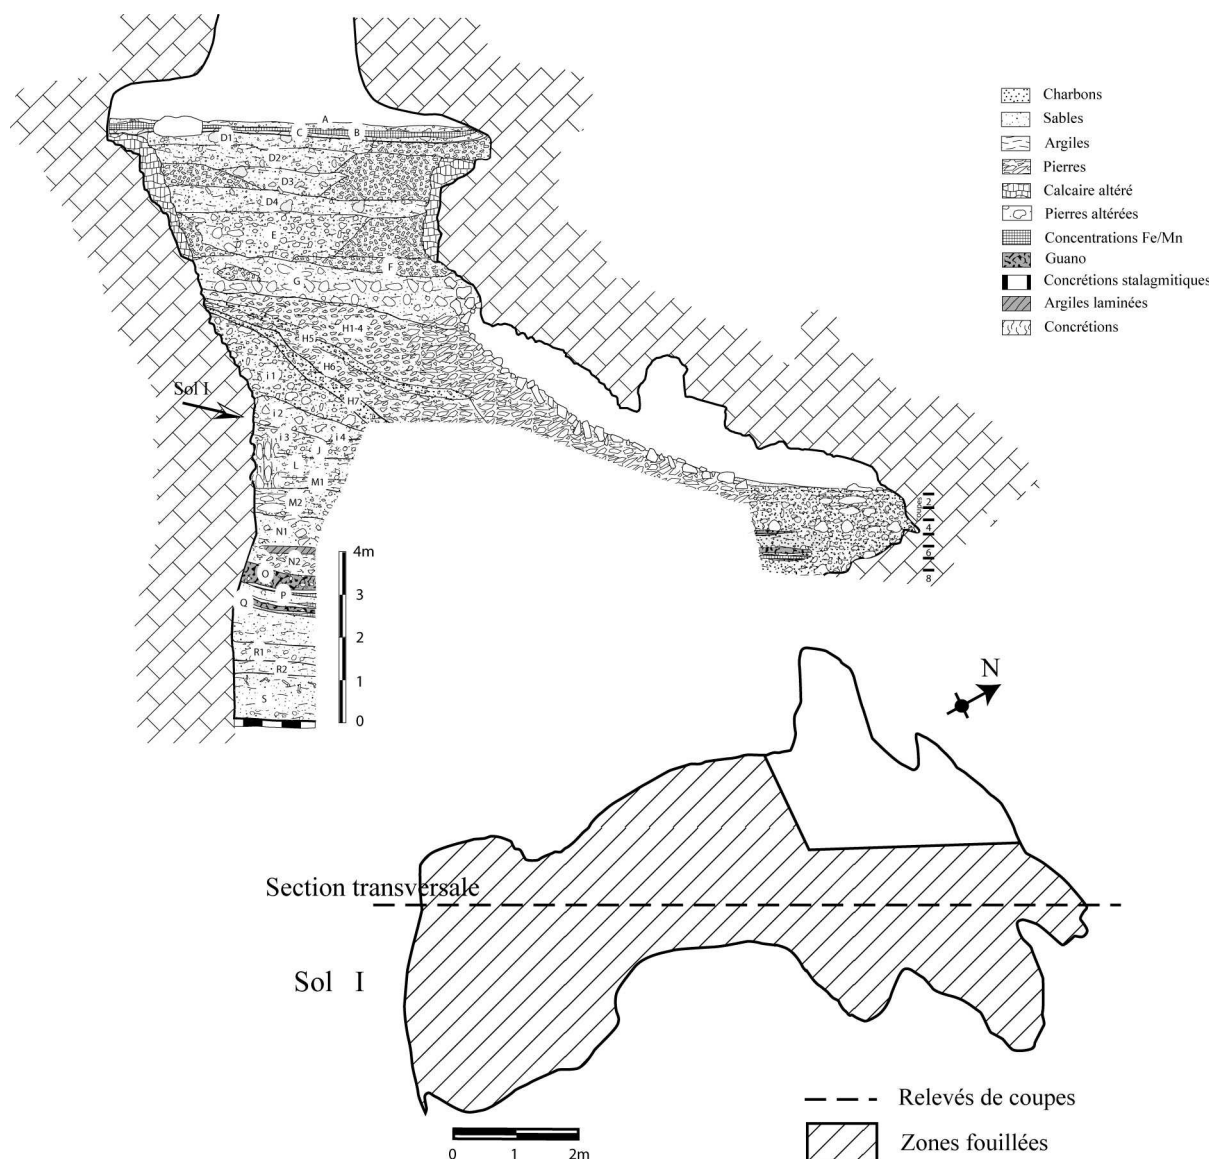 A
C
B
D1
D2
D3
D4
E
F
G
H1-4
H5
H6
i1
H7
Sol I
i2
i3
i4
J
L
M1
M2
N1
N2
O
P
Q
R1
R2
S
4m
3
2
1
0
Charbons
Sables
Argiles
Pierres
Calcaire altéré
Pierres altérées
Concentrations Fe/Mn
Guano
Concrétions stalagmitiques
Argiles laminées
Concrétions
coupes
2
4
6
8
N
Section transversale
Sol I
Relevés de coupes
Zones fouillées
0 1 2m